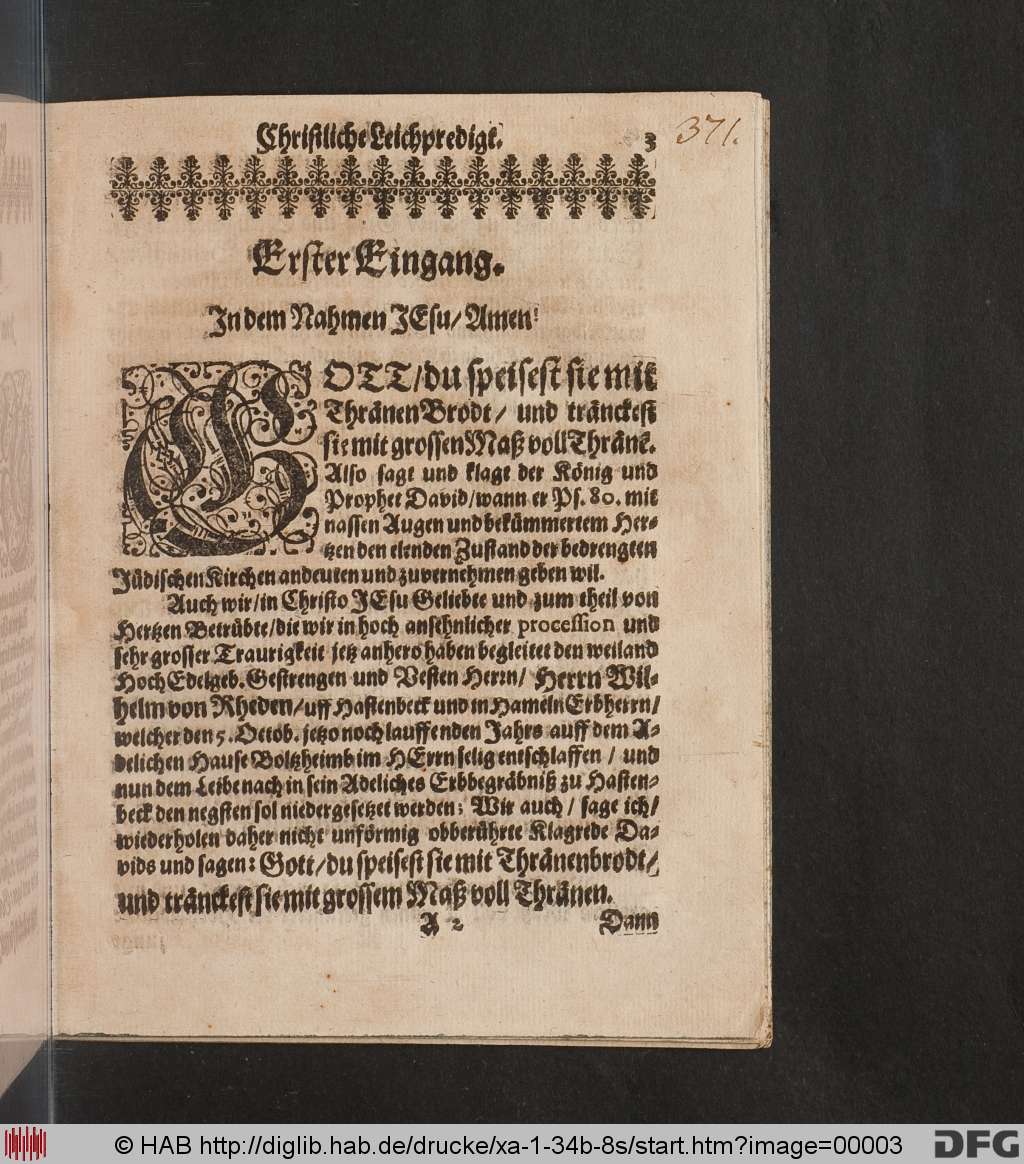 Christliche Leichpredigt. 3
371.
Erster Eingang.
In dem Nahmen JEsu/ Amen!
GOTT/ du speisest sie mit
Thränen Brodt/ und tränckest
sie mit grossen Maß voll Thränẽ.
Also sagt und klagt der König und
Prophet David/ wann er Ps. 80. mit
nassen Augen und bekümmertem Her-
tzen den elenden Zustand der bedrengten
Jüdischen Kirchen andeuten und zuvernehmen geben wil.
Auch wir/ in Christo JEsu Geliebte und zum theil von
Hertzen Betrübte/ die wir in hoch ansehnlicher procession und
sehr grosser Traurigkeit jetz anhero haben begleitet den weiland
HochEdelgeb. Gestrengen und Vesten Herrn/ Herrn Wil-
helm von Rheden/ uff Hastenbeck und in Hameln Erbherrn/
welcher den 5. Octob. jetzo noch lauffenden Jahrs auff dem A-
delichen Hause Boltzheimb im HErrn selig entschlaffen / und
nun dem Leibe nach in sein Adeliches Erbbegräbniß zu Hasten-
beck den negsten sol niedergesetzet werden; Wir auch / sage ich/
wiederholen daher nicht unförmig obberührte Klagrede Da-
vids und sagen: Gott/ du speisest sie mit Thränenbrodt/
und tränckest sie mit grossem Maß voll Thränen.
A 2 Dann
© HAB http://diglib.hab.de/drucke/xa-1-34b-8s/start.htm?image=00003
DFG